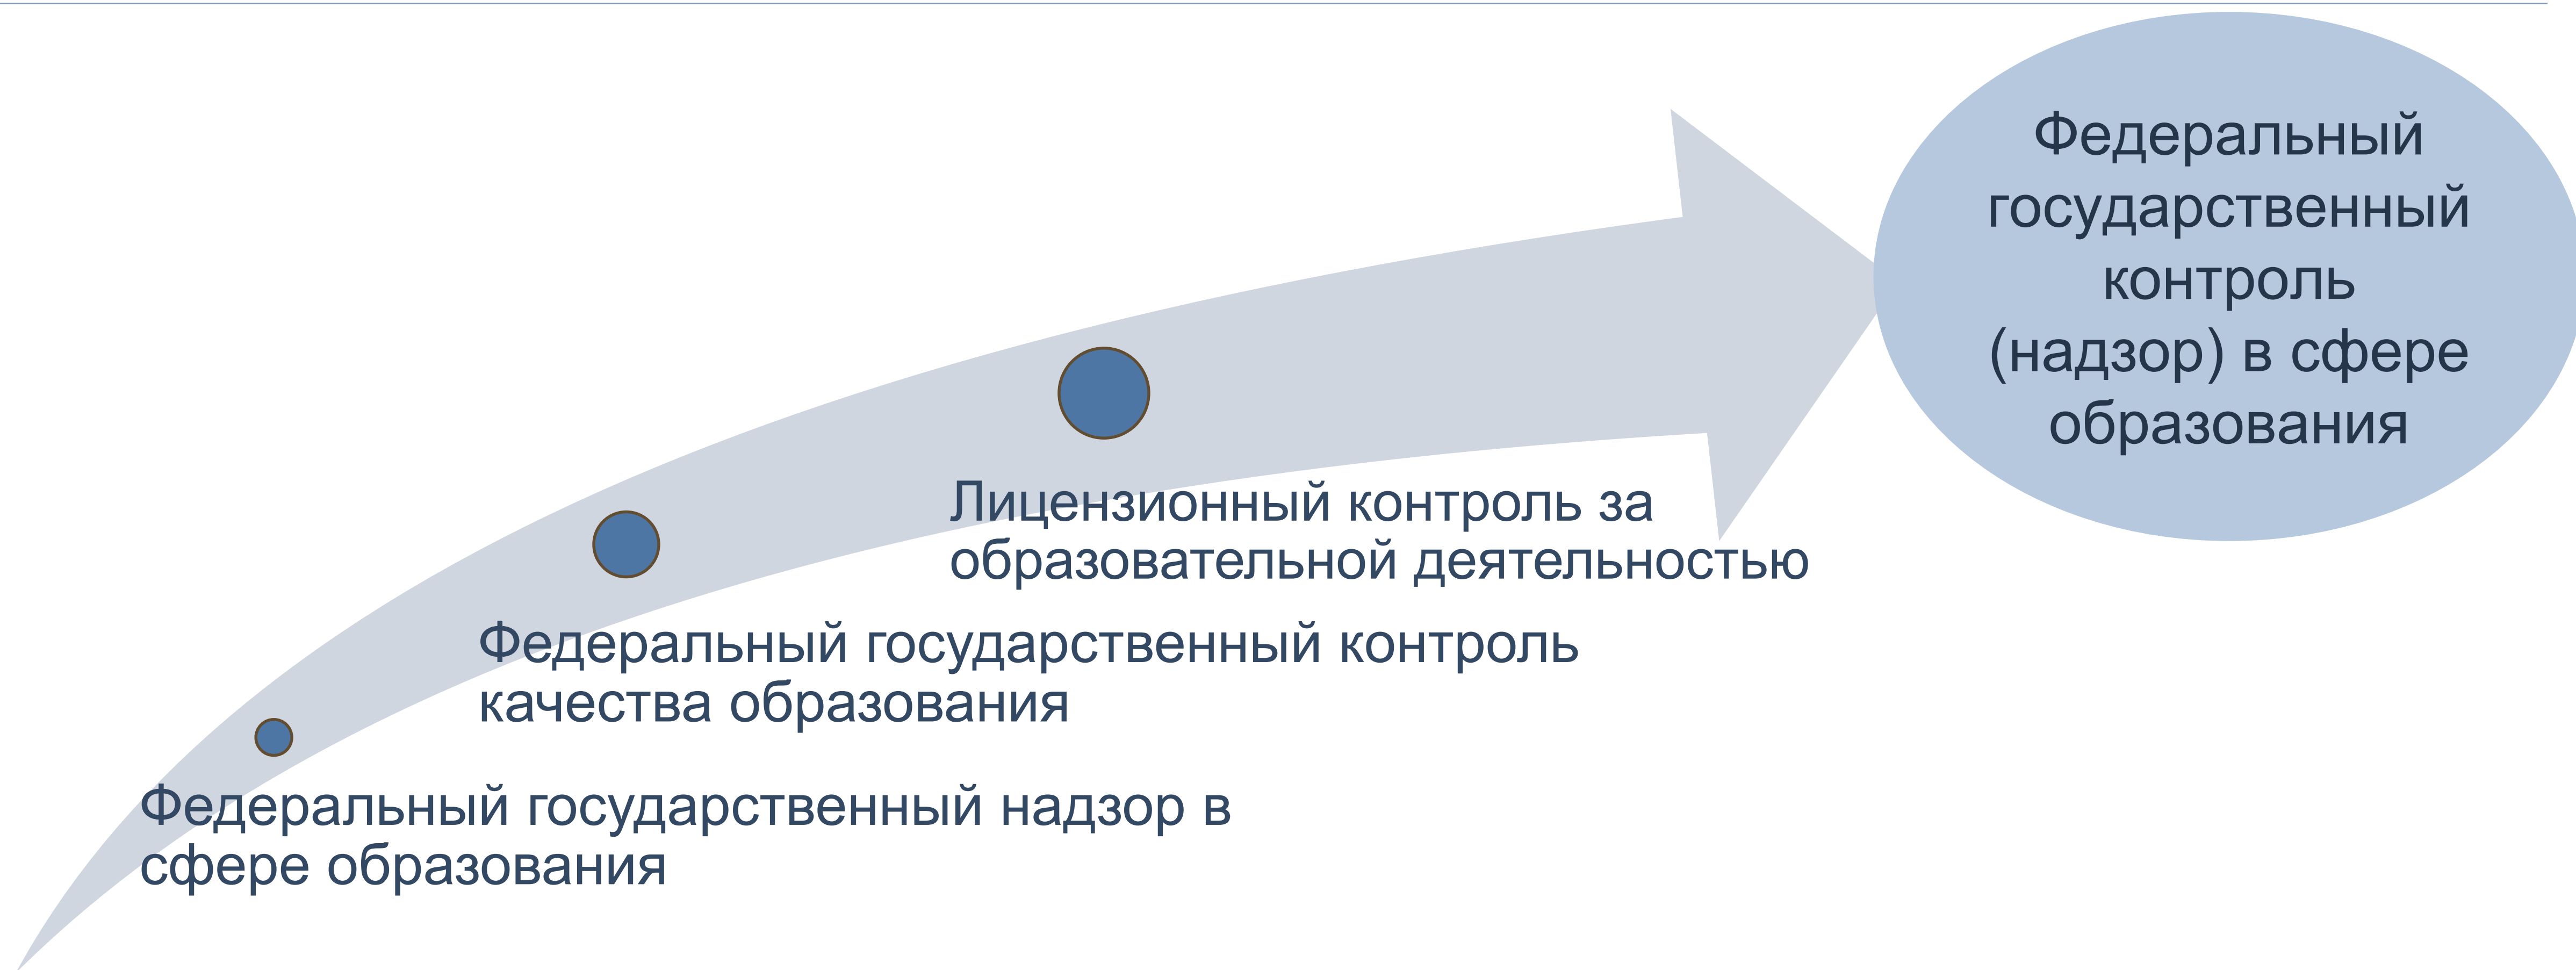 Федеральный
государственный
контроль
(надзор) в сфере
образования
Лицензионный контроль за
образовательной деятельностью
Федеральный государственный контроль
качества образования
Федеральный государственный надзор в
сфере образования